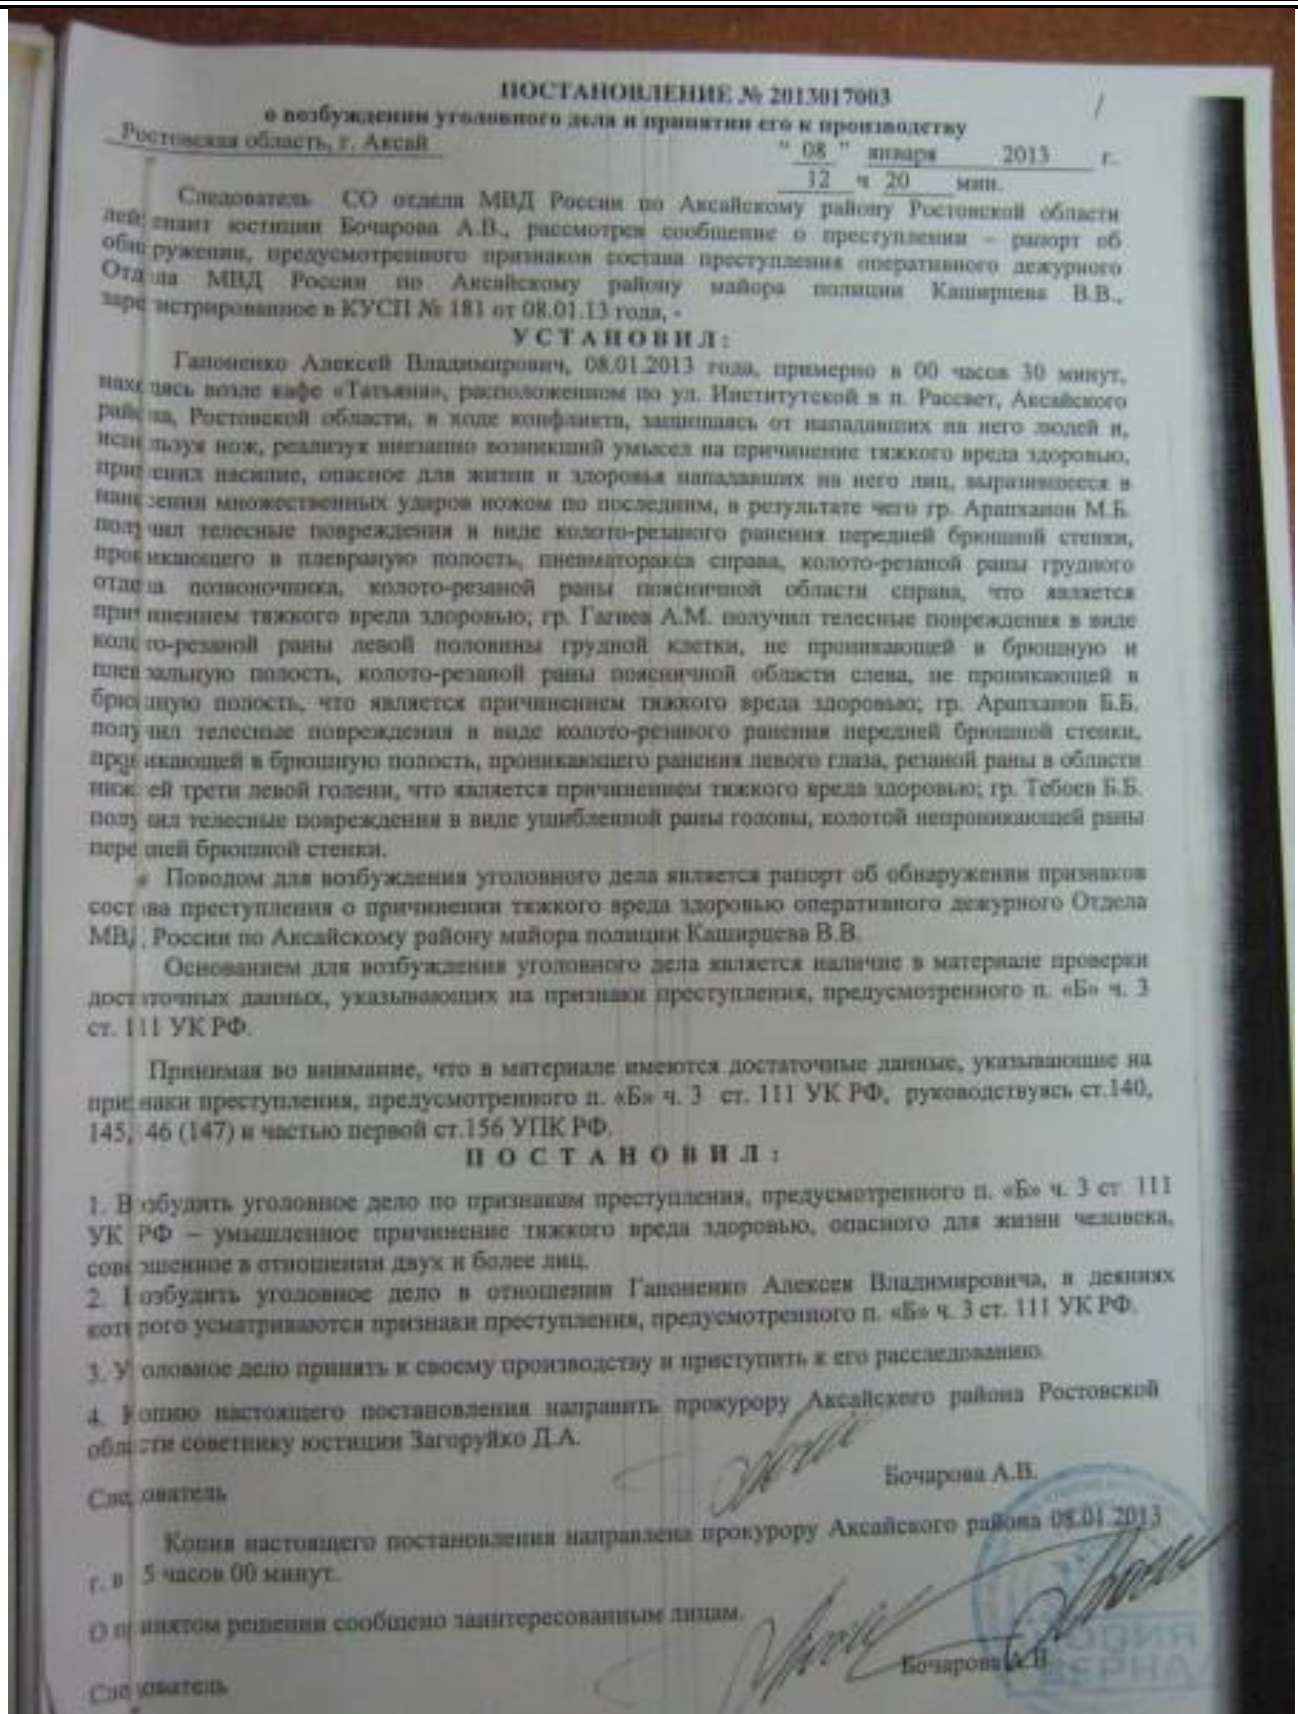 ПОСТАНОВЛЕНИЕ № 2013017003
/
о возбуждении уголовного дела и принятии его к производству
Ростовская область, г. Аксай
" 08 " января 2013 г.
12 ч 20 мин.
Следователь СО отдела МВД России по Аксайскому району Ростовской области
лейтенант юстиции Бочарова А.В., рассмотрев сообщение о преступлении – рапорт об
обнаружении, предусмотренного признаков состава преступления оперативного дежурного
Отдела МВД России по Аксайскому району майора полиции Каширцева В.В.,
зарегистрированное в КУСП № 181 от 08.01.13 года, -
УСТАНОВИЛ:
Гапоненко Алексей Владимирович, 08.01.2013 года, примерно в 00 часов 30 минут,
находясь возле кафе «Татьяна», расположенном по ул. Институтской в п. Рассвет, Аксайского
района, Ростовской области, в ходе конфликта, защищаясь от нападавших на него людей и,
используя нож, реализуя внезапно возникший умысел на причинение тяжкого вреда здоровью,
применил насилие, опасное для жизни и здоровья нападавших на него лиц, выразившееся в
нанесении множественных ударов ножом по последним, в результате чего гр. Арапханов М.Б.
получил телесные повреждения в виде колото-резаного ранения передней брюшной стенки,
проникающего в плевраную полость, пневматоракса справа, колото-резаной раны грудного
отдела позвоночника, колото-резаной раны поясничной области справа, что является
причинением тяжкого вреда здоровью; гр. Гагиев А.М. получил телесные повреждения в виде
колото-резаной раны левой половины грудной клетки, не проникающей в брюшную и
плевральную полость, колото-резаной раны поясничной области слева, не проникающей в
брюшную полость, что является причинением тяжкого вреда здоровью; гр. Арапханов Б.Б.
получил телесные повреждения в виде колото-резаного ранения передней брюшной стенки,
проникающей в брюшную полость, проникающего ранения левого глаза, резаной раны в области
нижней трети левой голени, что является причинением тяжкого вреда здоровью; гр. Тебоев Б.Б.
получил телесные повреждения в виде ушибленной раны головы, колотой непроникающей раны
передней брюшной стенки.
Поводом для возбуждения уголовного дела является рапорт об обнаружении признаков
состава преступления о причинении тяжкого вреда здоровью оперативного дежурного Отдела
МВД России по Аксайскому району майора полиции Каширцева В.В.
Основанием для возбуждения уголовного дела является наличие в материале проверки
достаточных данных, указывающих на признаки преступления, предусмотренного п. «Б» ч. 3
ст. 111 УК РФ.
Принимая во внимание, что в материале имеются достаточные данные, указывающие на
признаки преступления, предусмотренного п. «Б» ч. 3 ст. 111 УК РФ, руководствуясь ст.140,
145, 46 (147) и частью первой ст.156 УПК РФ.
ПОСТАНОВИЛ:
1. Возбудить уголовное дело по признакам преступления, предусмотренного п. «Б» ч. 3 ст. 111
УК РФ – умышленное причинение тяжкого вреда здоровью, опасного для жизни человека,
совершенное в отношении двух и более лиц.
2. Возбудить уголовное дело в отношении Гапоненко Алексея Владимировича, в деяниях
которого усматриваются признаки преступления, предусмотренного п. «Б» ч. 3 ст. 111 УК РФ.
3. Уголовное дело принять к своему производству и приступить к его расследованию.
4. Копию настоящего постановления направить прокурору Аксайского района Ростовской
области советнику юстиции Загоруйко Д.А.
Следователь Бочарова А.В.
Копия настоящего постановления направлена прокурору Аксайского района 08.01.2013
г. в 5 часов 00 минут.
О принятом решении сообщено заинтересованным лицам.
Следователь Бочарова А.В.
КОПИЯ
ВЕРНА